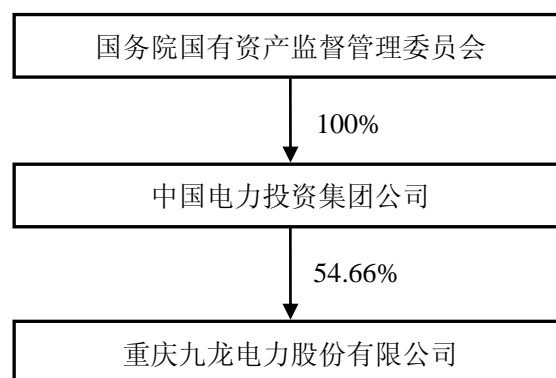 国务院国有资产监督管理委员会
100%
中国电力投资集团公司
54.66%
重庆九龙电力股份有限公司